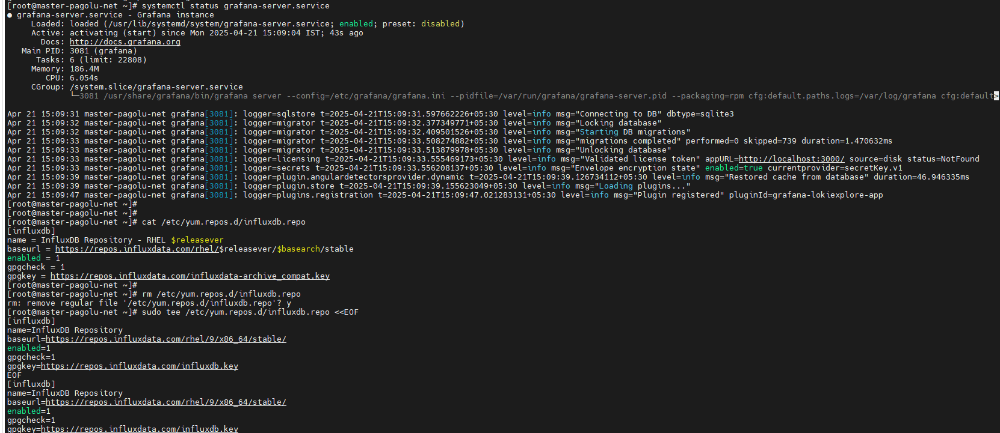 [root@master-pagolu-net ~]# systemctl status grafana-server.service
● grafana-server.service - Grafana instance
     Loaded: loaded (/usr/lib/systemd/system/grafana-server.service; enabled; preset: disabled)
     Active: activating (start) since Mon 2025-04-21 15:09:04 IST; 43s ago
       Docs: http://docs.grafana.org
   Main PID: 3081 (grafana)
      Tasks: 6 (limit: 22808)
     Memory: 186.4M
        CPU: 6.054s
     CGroup: /system.slice/grafana-server.service
             └─3081 /usr/share/grafana/bin/grafana server --config=/etc/grafana/grafana.ini --pidfile=/var/run/grafana/grafana-server.pid --packaging=rpm cfg:default.paths.logs=/var/log/grafana cfg:default>
Apr 21 15:09:31 master-pagolu-net grafana[3081]: logger=sqlstore t=2025-04-21T15:09:31.597662226+05:30 level=info msg="Connecting to DB" dbtype=sqlite3
Apr 21 15:09:32 master-pagolu-net grafana[3081]: logger=migrator t=2025-04-21T15:09:32.377349771+05:30 level=info msg="Locking database"
Apr 21 15:09:32 master-pagolu-net grafana[3081]: logger=migrator t=2025-04-21T15:09:32.409501526+05:30 level=info msg="Starting DB migrations"
Apr 21 15:09:33 master-pagolu-net grafana[3081]: logger=migrator t=2025-04-21T15:09:33.508274882+05:30 level=info msg="migrations completed" performed=0 skipped=739 duration=1.470632ms
Apr 21 15:09:33 master-pagolu-net grafana[3081]: logger=migrator t=2025-04-21T15:09:33.513879978+05:30 level=info msg="Unlocking database"
Apr 21 15:09:33 master-pagolu-net grafana[3081]: logger=licensing t=2025-04-21T15:09:33.555469173+05:30 level=info msg="Validated license token" appURL=http://localhost:3000/ source=disk status=NotFound
Apr 21 15:09:33 master-pagolu-net grafana[3081]: logger=secrets t=2025-04-21T15:09:33.556208137+05:30 level=info msg="Envelope encryption state" enabled=true currentprovider=secretKey.v1
Apr 21 15:09:39 master-pagolu-net grafana[3081]: logger=plugin.angulardetectorsprovider.dynamic t=2025-04-21T15:09:39.126734112+05:30 level=info msg="Restored cache from database" duration=46.946335ms
Apr 21 15:09:39 master-pagolu-net grafana[3081]: logger=plugin.store t=2025-04-21T15:09:39.155623049+05:30 level=info msg="Loading plugins..."
Apr 21 15:09:47 master-pagolu-net grafana[3081]: logger=plugins.registration t=2025-04-21T15:09:47.021283131+05:30 level=info msg="Plugin registered" pluginId=grafana-lokiexplore-app
[root@master-pagolu-net ~]#
[root@master-pagolu-net ~]#
[root@master-pagolu-net ~]# cat /etc/yum.repos.d/influxdb.repo
[influxdb]
name = InfluxDB Repository - RHEL $releasever
baseurl = https://repos.influxdata.com/rhel/$releasever/$basearch/stable
enabled = 1
gpgcheck = 1
gpgkey = https://repos.influxdata.com/influxdata-archive_compat.key
[root@master-pagolu-net ~]#
[root@master-pagolu-net ~]# rm /etc/yum.repos.d/influxdb.repo
rm: remove regular file '/etc/yum.repos.d/influxdb.repo'? y
[root@master-pagolu-net ~]# sudo tee /etc/yum.repos.d/influxdb.repo <<EOF
[influxdb]
name=InfluxDB Repository
baseurl=https://repos.influxdata.com/rhel/9/x86_64/stable/
enabled=1
gpgcheck=1
gpgkey=https://repos.influxdata.com/influxdb.key
EOF
[influxdb]
name=InfluxDB Repository
baseurl=https://repos.influxdata.com/rhel/9/x86_64/stable/
enabled=1
gpgcheck=1
gpgkey=https://repos.influxdata.com/influxdb.key